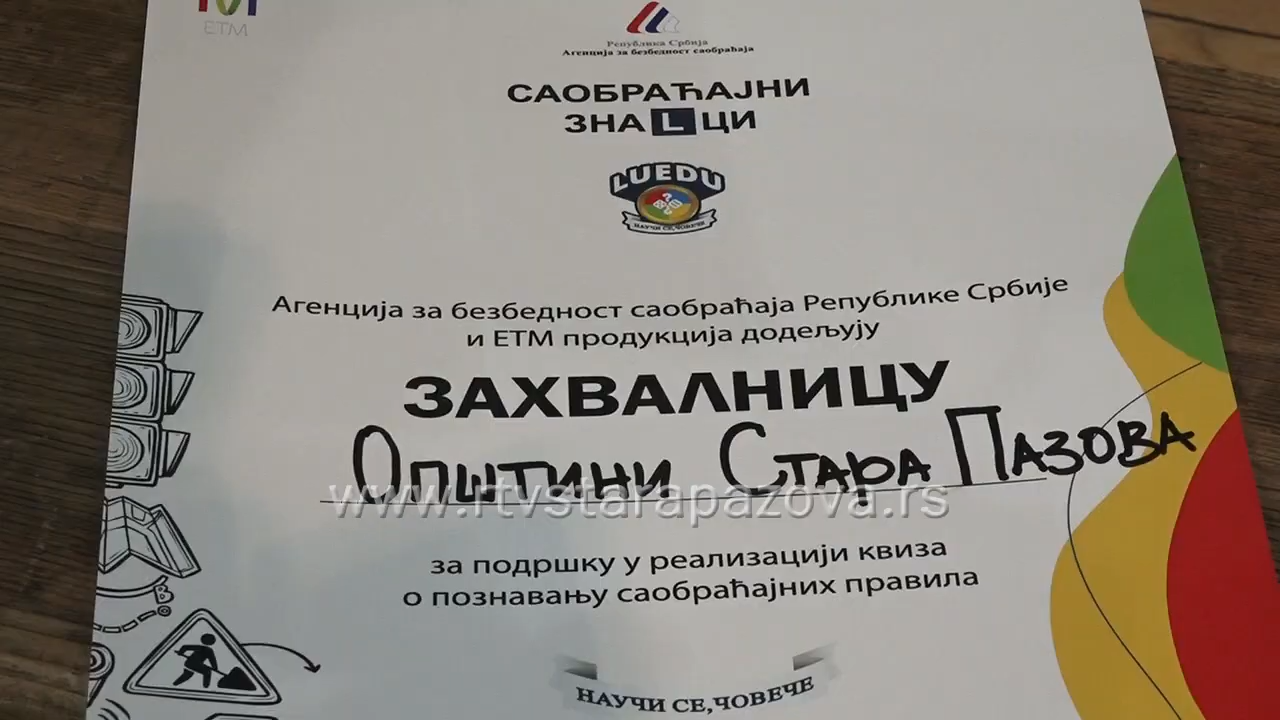 ETM
Република Србија
Агенција за безбедност саобраћаја
САОБРАЋАЈНИ
ЗНАLЦИ
LUEDU
НАУЧИ СЕ, ЧОВЕЧЕ
Агенција за безбедност саобраћаја Републике Србије
и ЕТМ продукција додељују
ЗАХВАЛНИЦУ
Општини Стара Пазова
www.rtvstarapazova.rs
за подршку у реализацији квиза
о познавању саобраћајних правила
НАУЧИ СЕ,ЧОВЕЧЕ